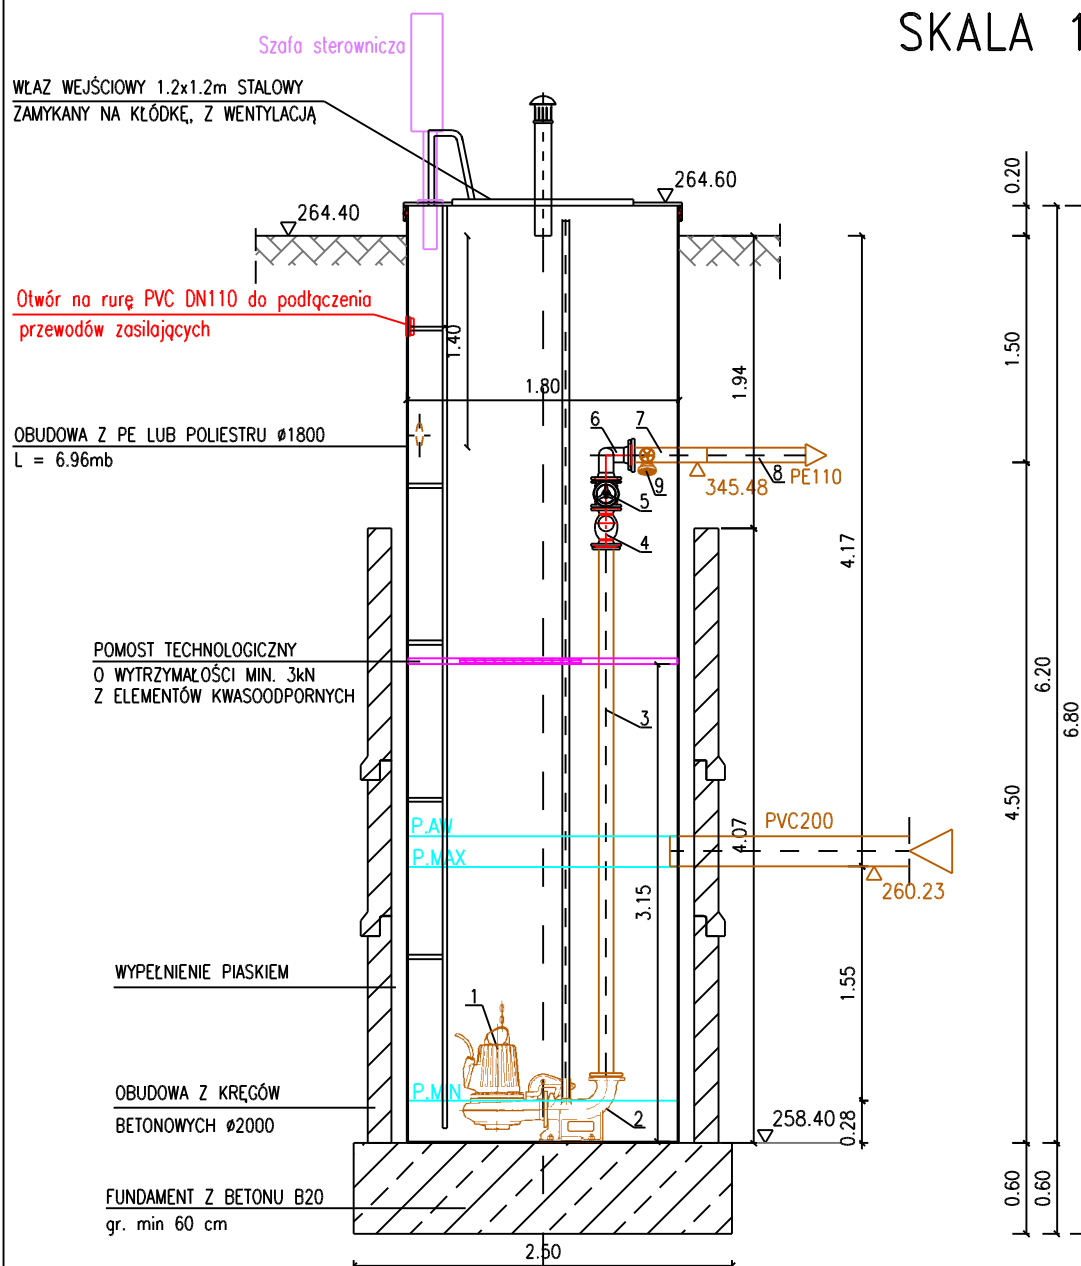 SKALA 1
Szafa sterownicza
WŁAZ WEJŚCIOWY 1.2x1.2m STALOWY
ZAMYKANY NA KŁÓDKĘ, Z WENTYLACJĄ
264.60
0.20
264.40
Otwór na rurę PVC DN110 do podłączenia
przewodów zasilających
1.40
1.50
1.80
1.94
OBUDOWA Z PE LUB POLIESTRU ø1800
L = 6.96mb
6
7
8
PE110
9
345.48
5
4
4.17
POMOST TECHNOLOGICZNY
O WYTRZYMAŁOŚCI MIN. 3kN
Z ELEMENTÓW KWASOODPORNYCH
6.20
6.80
3
4.50
P.AW
PVC200
4.07
P.MAX
260.23
3.15
WYPEŁNIENIE PIASKIEM
1.55
1
OBUDOWA Z KRĘGÓW
BETONOWYCH ø2000
P.MIN
2
258.40
0.28
FUNDAMENT Z BETONU B20
gr. min 60 cm
0.60
0.60
2.50